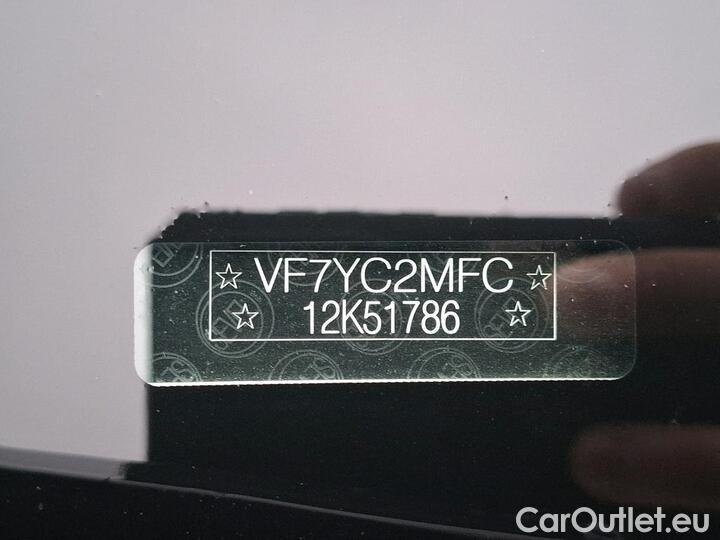 ☆ VF7YC2MFC ☆
☆ 12K51786 ☆
CarOutlet.eu